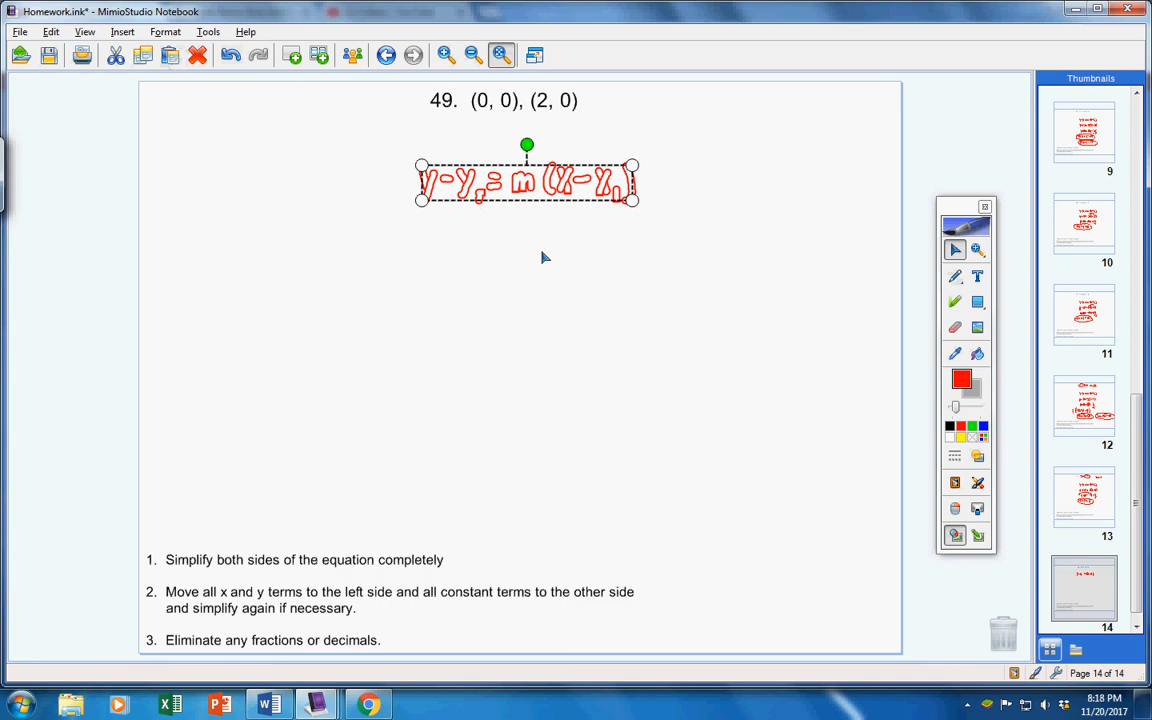 Homework.ink* - MimioStudio Notebook
File Edit View Insert Format Tools Help
49. (0, 0), (2, 0)
y-y₁= m (x-x₁)
1. Simplify both sides of the equation completely
2. Move all x and y terms to the left side and all constant terms to the other side
and simplify again if necessary.
3. Eliminate any fractions or decimals.
Thumbnails
9
10
11
12
13
14
T
Page 14 of 14
8:18 PM
11/20/2017